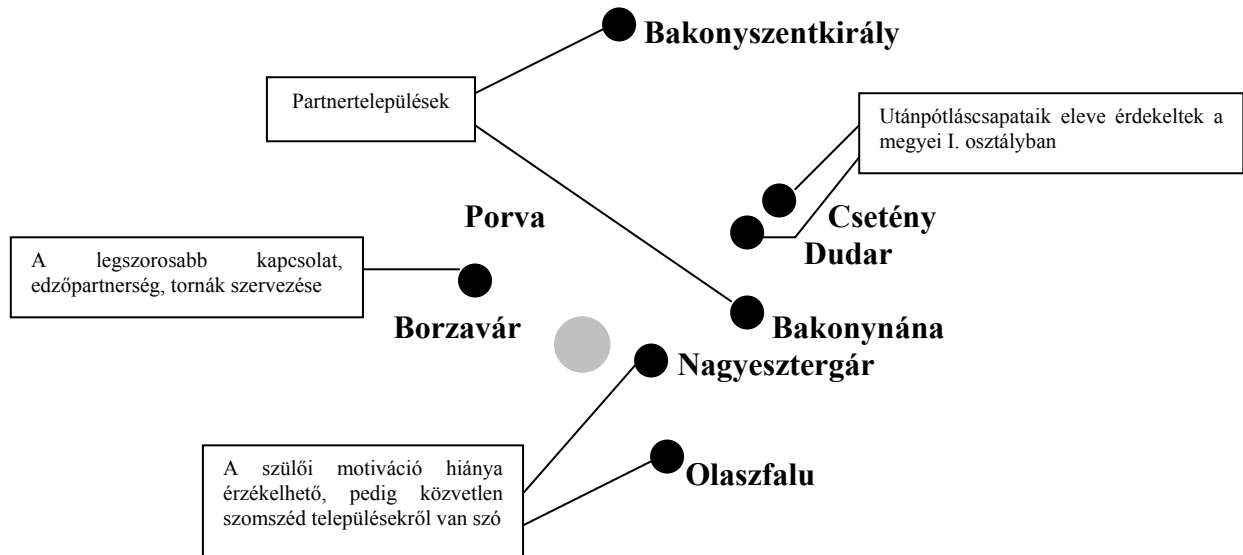 Bakonyszentkirály
Partnertelepülések
Utánpótláscsapataik eleve érdekeltek a
megyei I. osztályban
Porva
Csetény
Dudar
A legszorosabb kapcsolat,
edzőpartnerség, tornák szervezése
Borzavár
Bakonynána
Nagyesztergár
A szülői motiváció hiánya
érzékelhető, pedig közvetlen
szomszéd településekről van szó
Olaszfalu